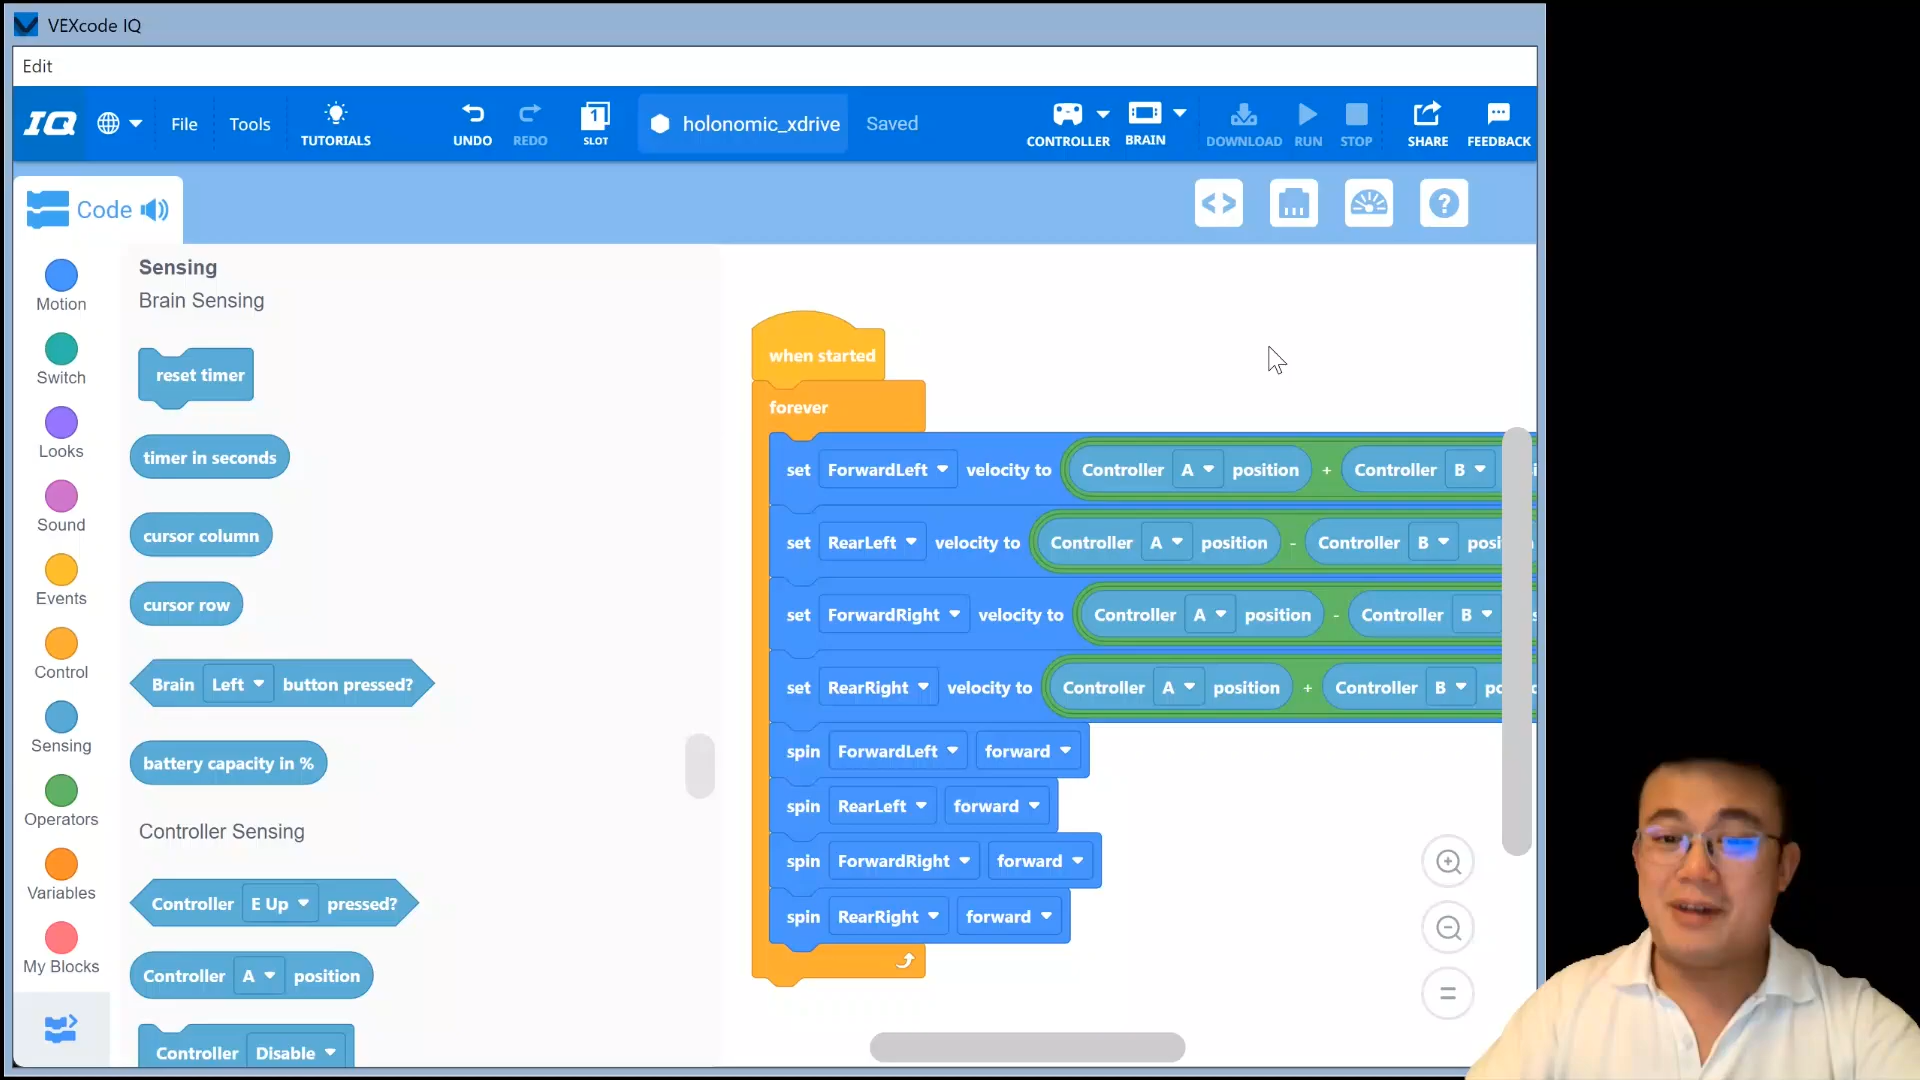 VEXcode IQ
Edit
IQ File Tools TUTORIALS UNDO REDO 1 SLOT holonomic_xdrive Saved CONTROLLER BRAIN DOWNLOAD RUN STOP SHARE FEEDBACK
Code
Motion
Switch
Looks
Sound
Events
Control
Sensing
Operators
Variables
My Blocks
Sensing
Brain Sensing
reset timer
timer in seconds
cursor column
cursor row
Brain Left button pressed?
battery capacity in %
Controller Sensing
Controller E Up pressed?
Controller A position
Controller Disable
when started
forever
set ForwardLeft velocity to Controller A position + Controller B
set RearLeft velocity to Controller A position - Controller B
set ForwardRight velocity to Controller A position - Controller B
set RearRight velocity to Controller A position + Controller B
spin ForwardLeft forward
spin RearLeft forward
spin ForwardRight forward
spin RearRight forward